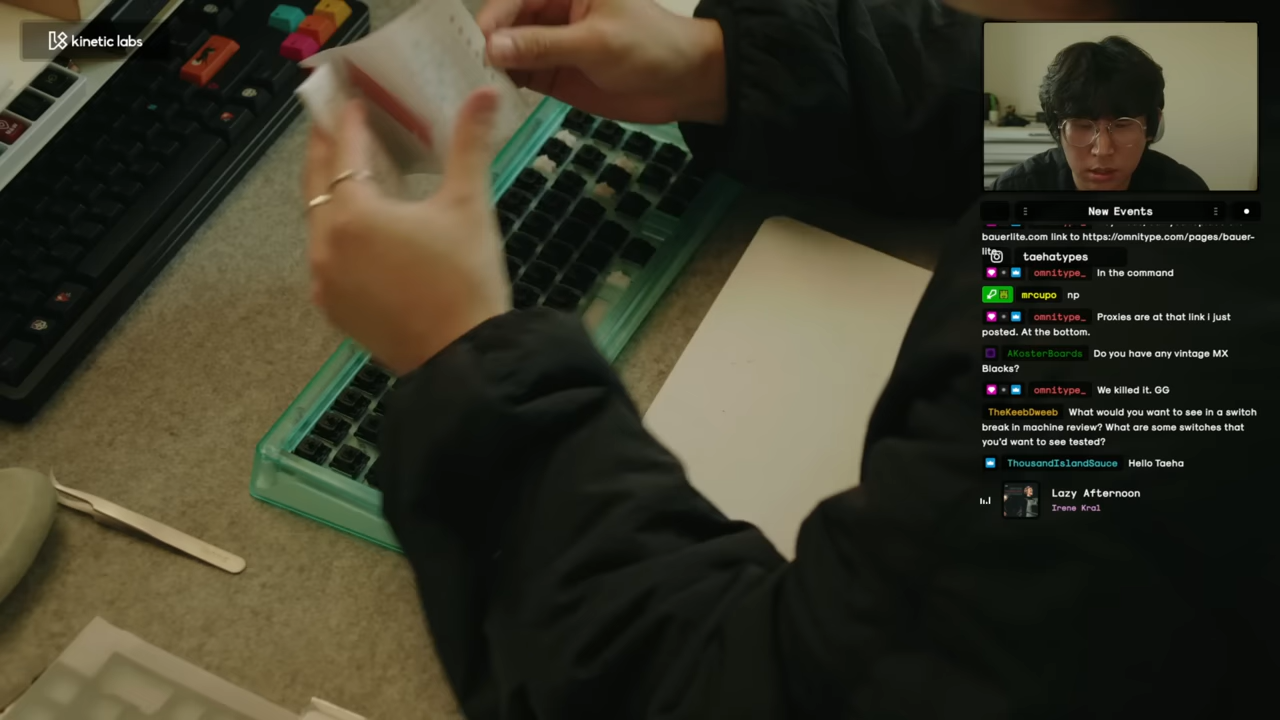 kinetic labs
New Events
bauerlite.com link to https://omnitype.com/pages/bauer-
lite
taehatypes
omnitype_ In the command
mrcupo np
omnitype_ Proxies are at that link i just
posted. At the bottom.
AKosterBoards Do you have any vintage MX
Blacks?
omnitype_ We killed it. GG
TheKeebDweeb What would you want to see in a switch
break in machine review? What are some switches that
you'd want to see tested?
ThousandIslandSauce Hello Taeha
Lazy Afternoon
Irene Kral